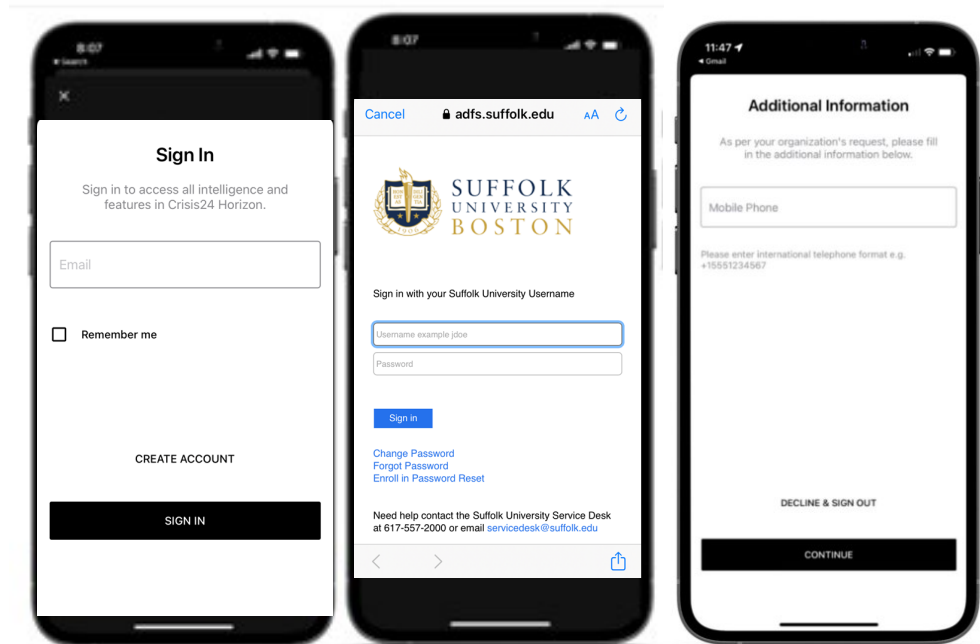 8:07
Search
×
Sign In
Sign in to access all intelligence and
features in Crisis24 Horizon.
Email
Remember me
CREATE ACCOUNT
SIGN IN
8:07
Cancel
adfs.suffolk.edu
AA
SUFFOLK
UNIVERSITY
BOSTON
1906
Sign in with your Suffolk University Username
Username example jdoe
Password
Sign in
Change Password
Forgot Password
Enroll in Password Reset
Need help contact the Suffolk University Service Desk
at 617-557-2000 or email servicedesk@suffolk.edu
11:47
Gmail
Additional Information
As per your organization's request, please fill
in the additional information below.
Mobile Phone
Please enter international telephone format e.g.
+15551234567
DECLINE & SIGN OUT
CONTINUE